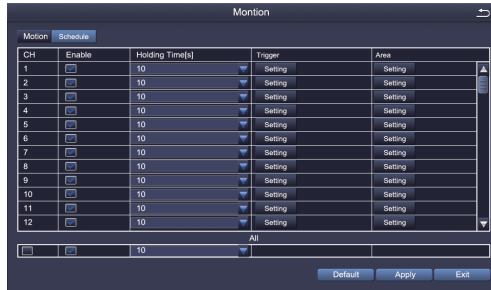 Montion
Motion Schedule
CH Enable Holding Time[s] Trigger Area
1 10 Setting Setting
2 10 Setting Setting
3 10 Setting Setting
4 10 Setting Setting
5 10 Setting Setting
6 10 Setting Setting
7 10 Setting Setting
8 10 Setting Setting
9 10 Setting Setting
10 10 Setting Setting
11 10 Setting Setting
12 10 Setting Setting
All
10
Default Apply Exit